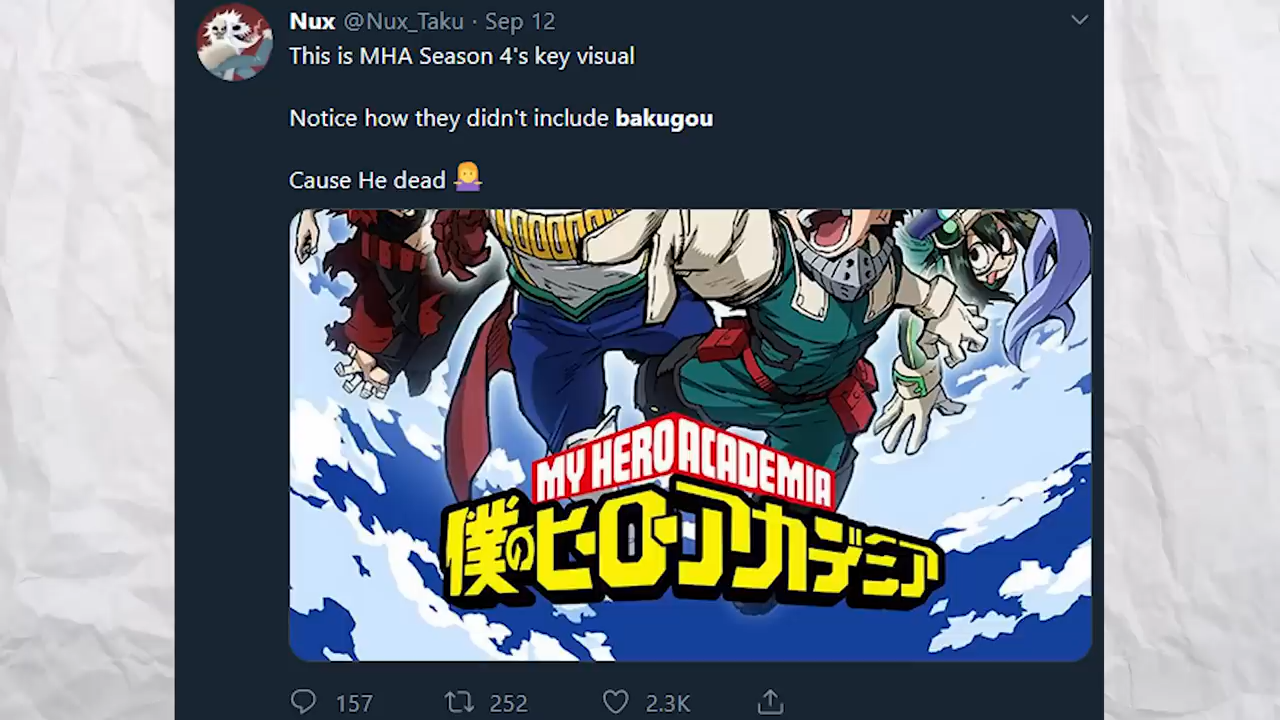 Nux @Nux_Taku · Sep 12
This is MHA Season 4's key visual
Notice how they didn't include bakugou
Cause He dead 🤷‍♀️
MY HERO ACADEMIA
僕のヒーローアカデミア
157 252 2.3K